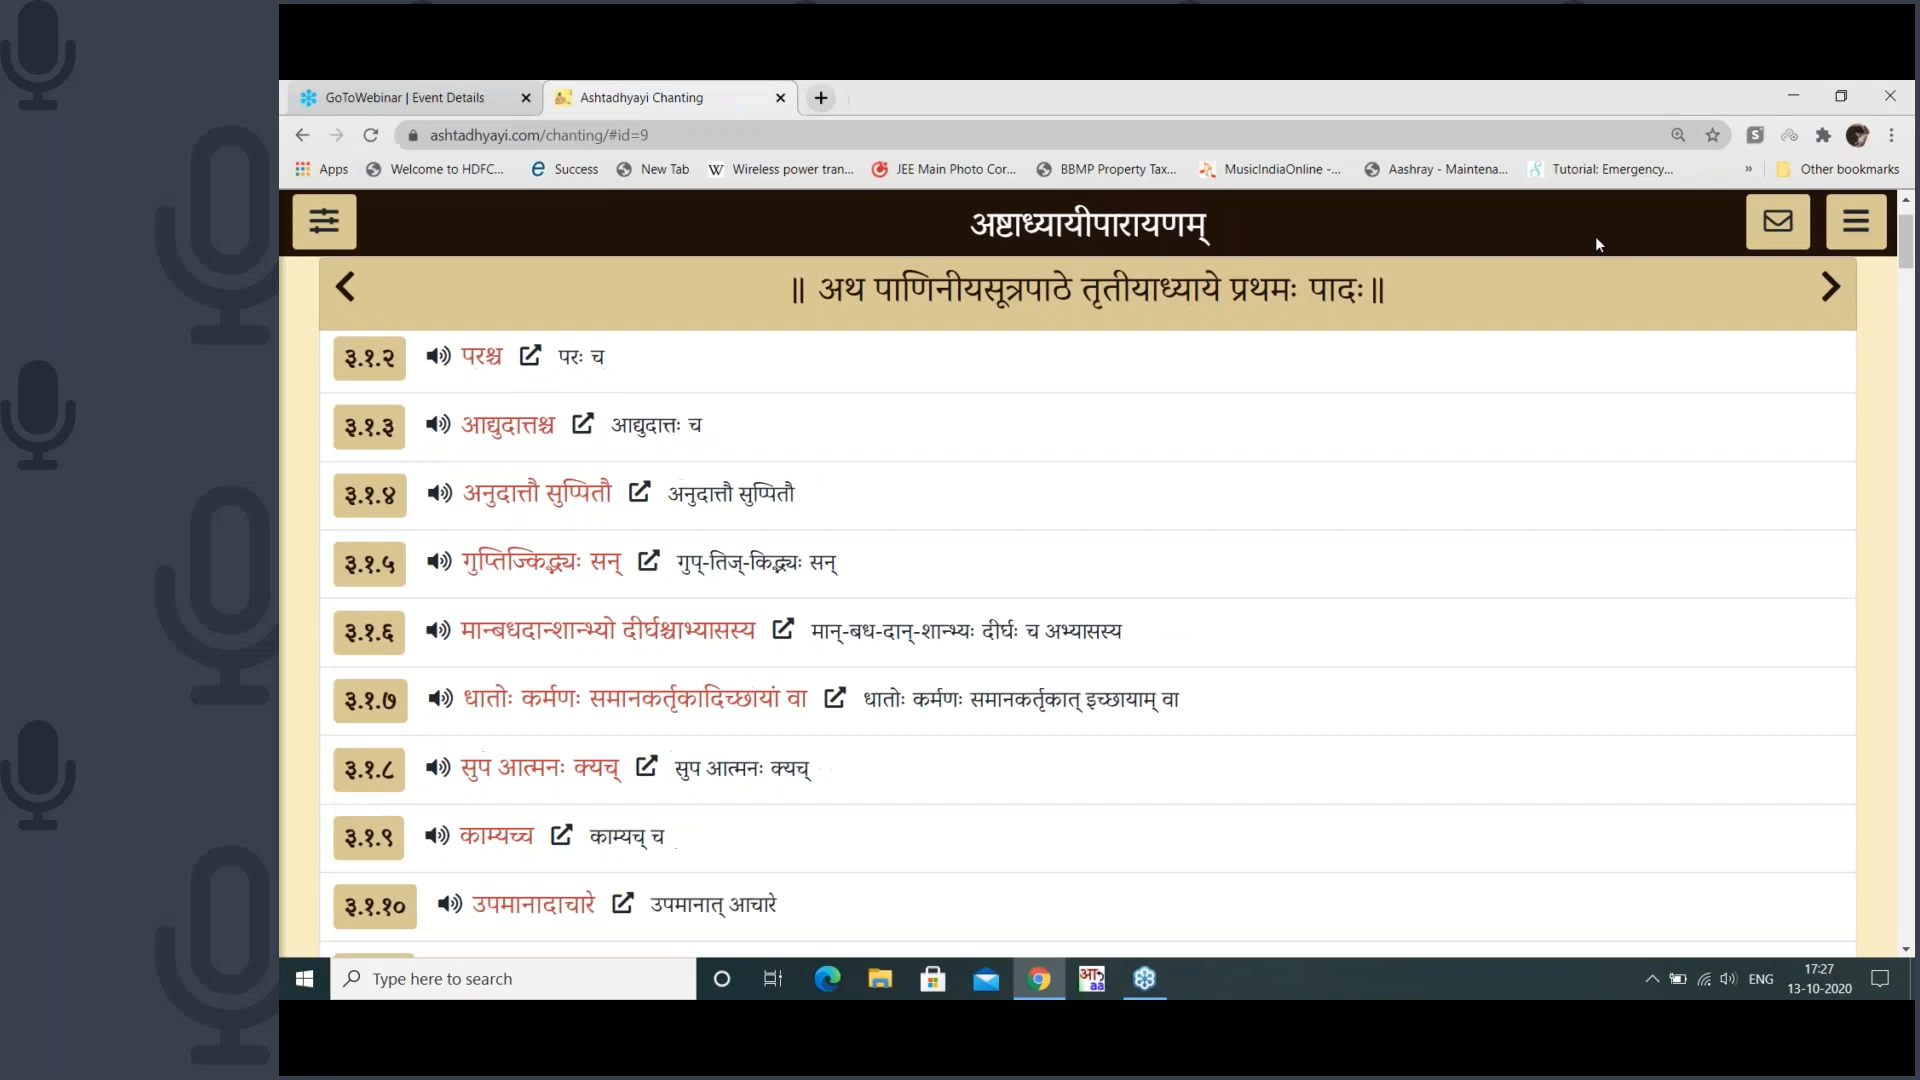 GoToWebinar | Event Details
Ashtadhyayi Chanting
ashtadhyayi.com/chanting/#id=9
Apps Welcome to HDFC... Success New Tab Wireless power tran... JEE Main Photo Cor... BBMP Property Tax... MusicIndiaOnline -... Aashray - Maintena... Tutorial: Emergency... » Other bookmarks
अष्टाध्यायीपारायणम्
॥ अथ पाणिनीयसूत्रपाठे तृतीयाध्याये प्रथमः पादः॥
३.१.२ परश्च परः च
३.१.३ आद्युदात्तश्च आद्युदात्तः च
३.१.४ अनुदात्तौ सुप्पितौ अनुदात्तौ सुप्पितौ
३.१.५ गुप्तिज्किद्भ्यः सन् गुप्-तिज्-किद्भ्यः सन्
३.१.६ मान्बधदान्शान्भ्यो दीर्घश्चाभ्यासस्य मान्-बध-दान्-शान्भ्यः दीर्घः च अभ्यासस्य
३.१.७ धातोः कर्मणः समानकर्तृकादिच्छायां वा धातोः कर्मणः समानकर्तृकात् इच्छायाम् वा
३.१.८ सुप आत्मनः क्यच् सुप आत्मनः क्यच्
३.१.९ काम्यच्च काम्यच् च
३.१.१० उपमानादाचारे उपमानात् आचारे
Type here to search
आ aa
ENG
17:27
13-10-2020